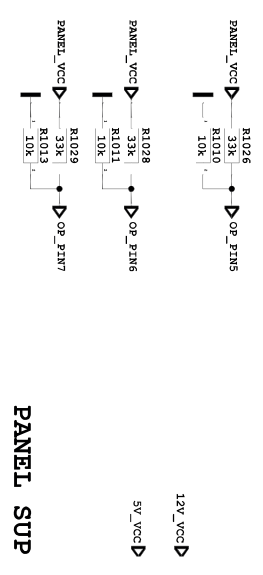 PANEL_VCC
R1026
33k
R1010
10k
OP_PIN5
PANEL_VCC
R1028
33k
R1011
10k
OP_PIN6
PANEL_VCC
R1029
33k
R1013
10k
OP_PIN7
12V_VCC
5V_VCC
PANEL SUP